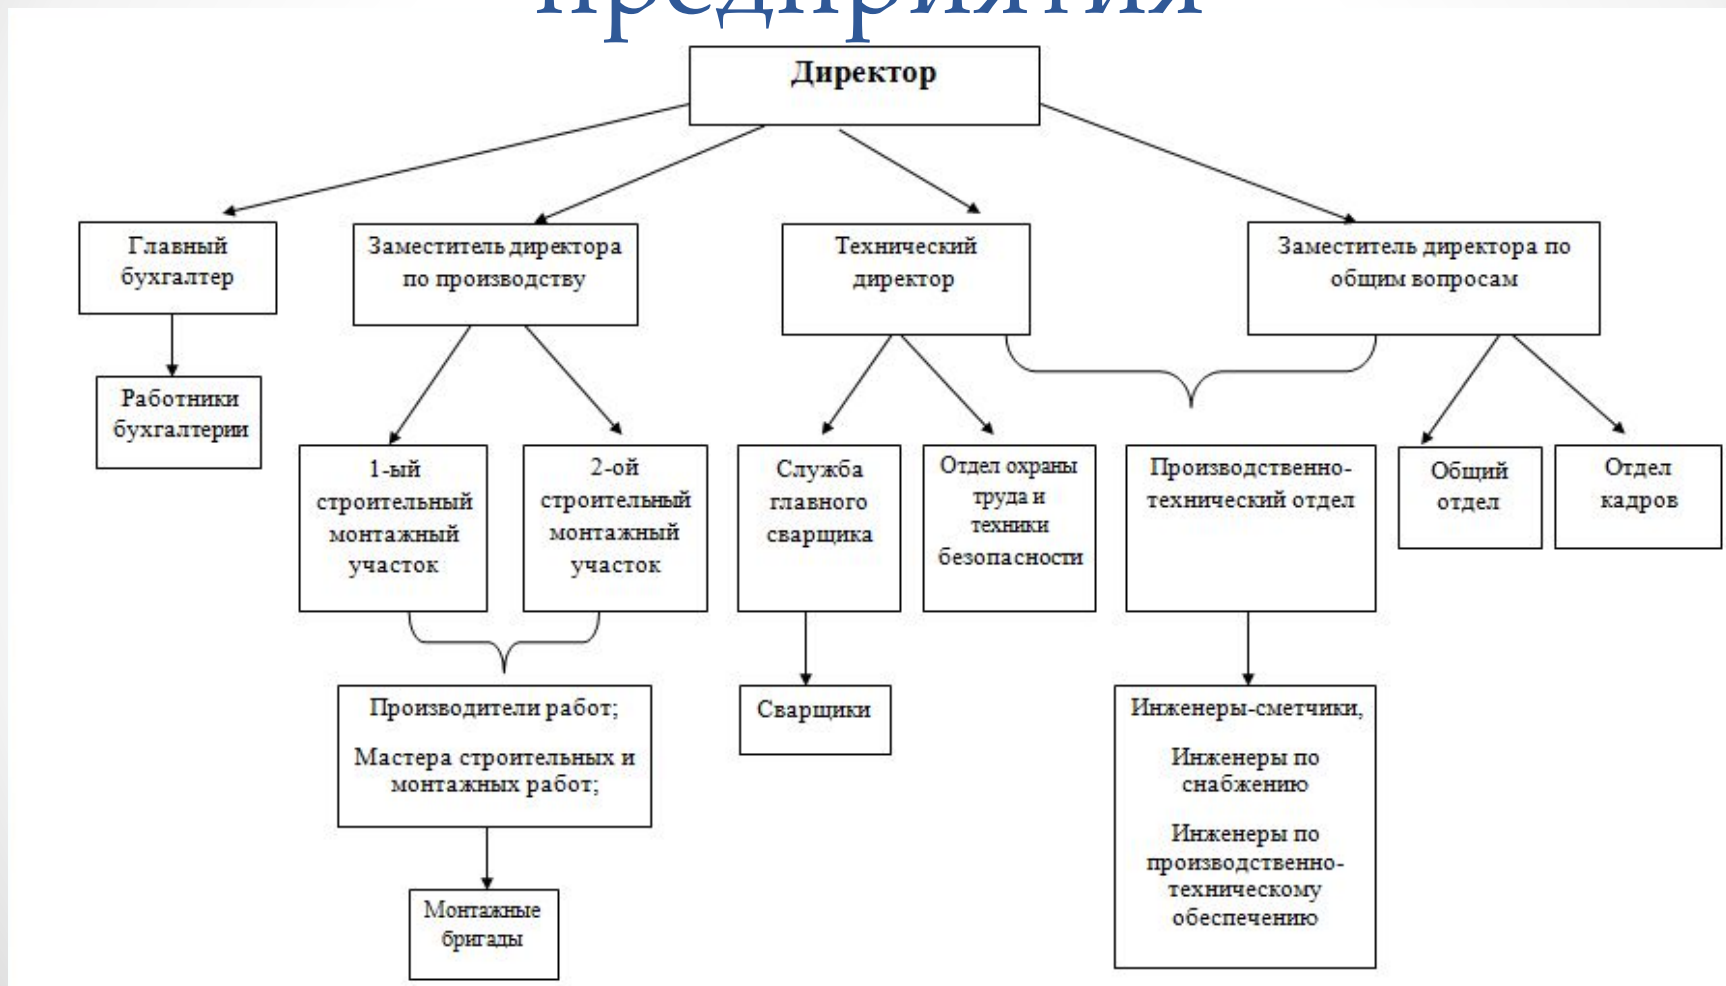 предприятия
Директор
Главный
бухгалтер
Заместитель директора
по производству
Технический
директор
Заместитель директора по
общим вопросам
Работники
бухгалтерии
1-ый
строительный
монтажный
участок
2-ой
строительный
монтажный
участок
Служба
главного
сварщика
Отдел охраны
труда и
техники
безопасности
Производственно-
технический отдел
Общий
отдел
Отдел
кадров
Производители работ;
Мастера строительных и
монтажных работ;
Сварщики
Инженеры-сметчики,
Инженеры по
снабжению
Инженеры по
производственно-
техническому
обеспечению
Монтажные
бригады